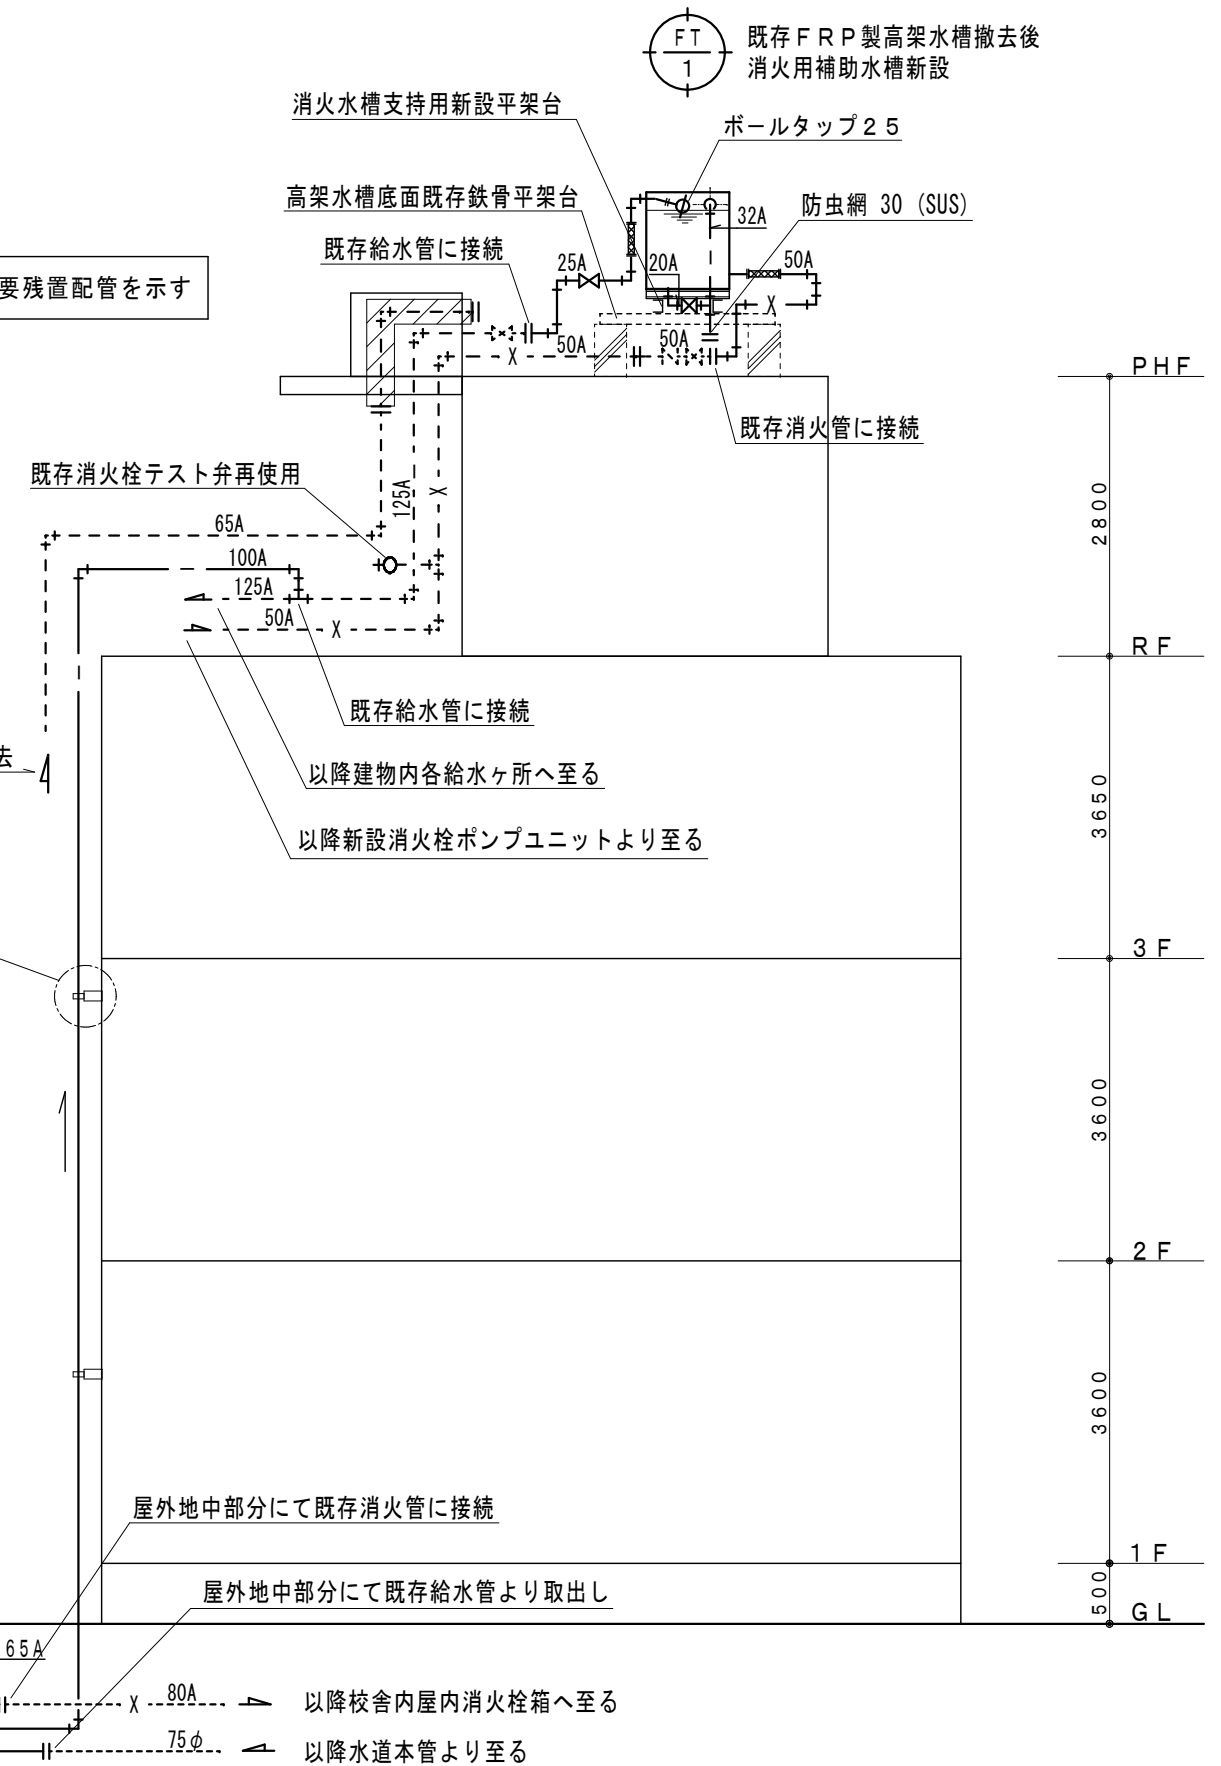 FT
1
既存FRP製高架水槽撤去後
消火用補助水槽新設
消火水槽支持用新設平架台
ボールタップ25
高架水槽底面既存鉄骨平架台
防虫網 30 (SUS)
32A
既存給水管に接続
25A
20A
50A
要残置配管を示す
X
50A
50A
X
PHF
既存消火管に接続
既存消火栓テスト弁再使用
125A
X
2800
65A
100A
125A
50A
X
RF
既存給水管に接続
去
以降建物内各給水ヶ所へ至る
3650
以降新設消火栓ポンプユニットより至る
3F
3600
2F
3600
屋外地中部分にて既存消火管に接続
1F
屋外地中部分にて既存給水管より取出し
500
GL
65A
X
80A
以降校舎内屋内消火栓箱へ至る
75φ
以降水道本管より至る